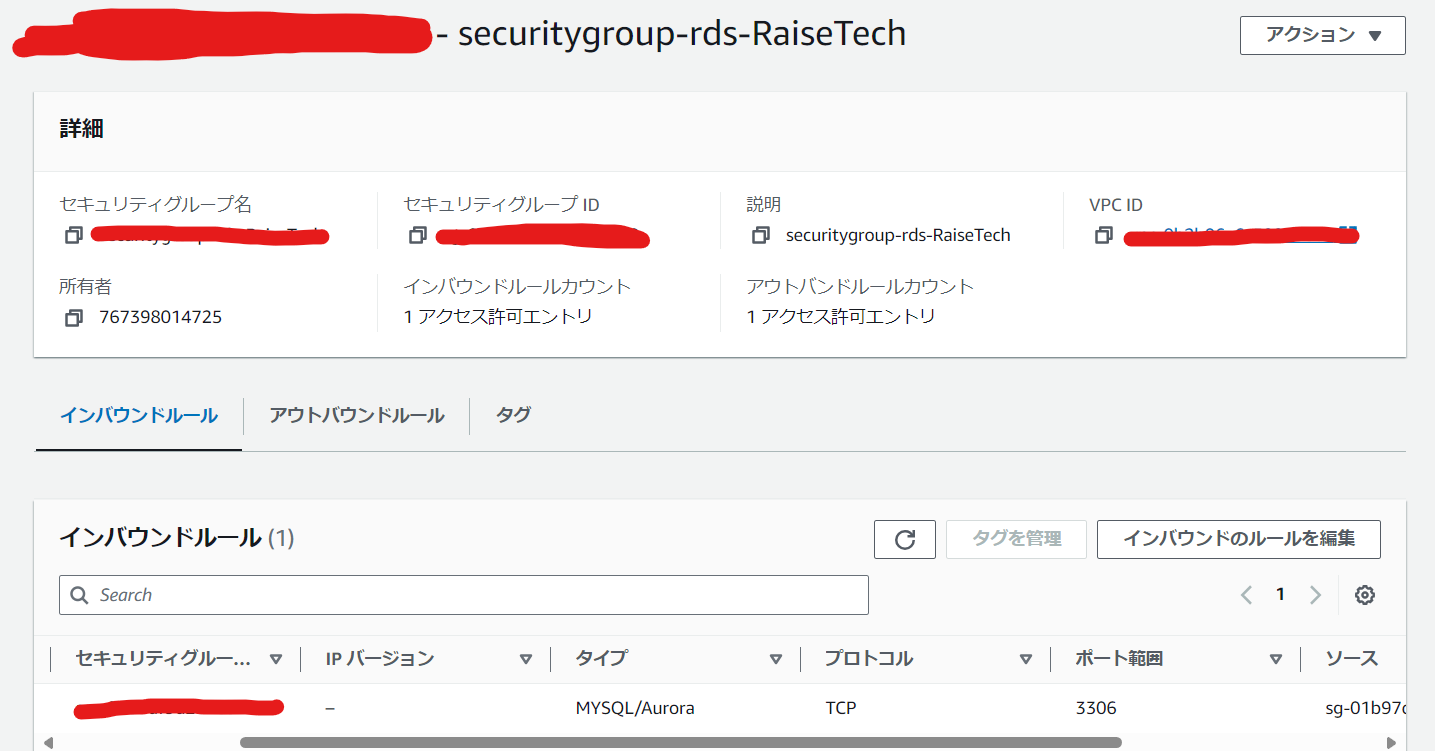 - securitygroup-rds-RaiseTech
アクション
詳細
セキュリティグループ名
セキュリティグループ ID
説明
securitygroup-rds-RaiseTech
VPC ID
所有者
767398014725
インバウンドルールカウント
1 アクセス許可エントリ
アウトバンドルールカウント
1 アクセス許可エントリ
インバウンドルール
アウトバウンドルール
タグ
インバウンドルール (1)
タグを管理
インバウンドのルールを編集
Search
1
セキュリティグルー...
IP バージョン
タイプ
プロトコル
ポート範囲
ソース
–
MYSQL/Aurora
TCP
3306
sg-01b97